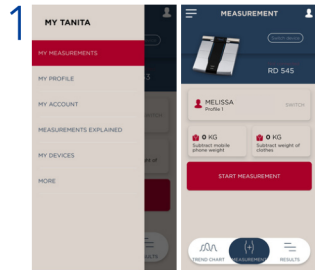 1
MY TANITA
MY MEASUREMENTS
MY PROFILE
MY ACCOUNT
MEASUREMENTS EXPLAINED
MY DEVICES
MORE
MEASUREMENT
Switch device
RD 545
MELISSA
Profile 1
SWITCH
0 KG
Subtract mobile
phone weight
0 KG
Subtract weight of
clothes
START MEASUREMENT
TREND CHART
MEASUREMENT
RESULTS